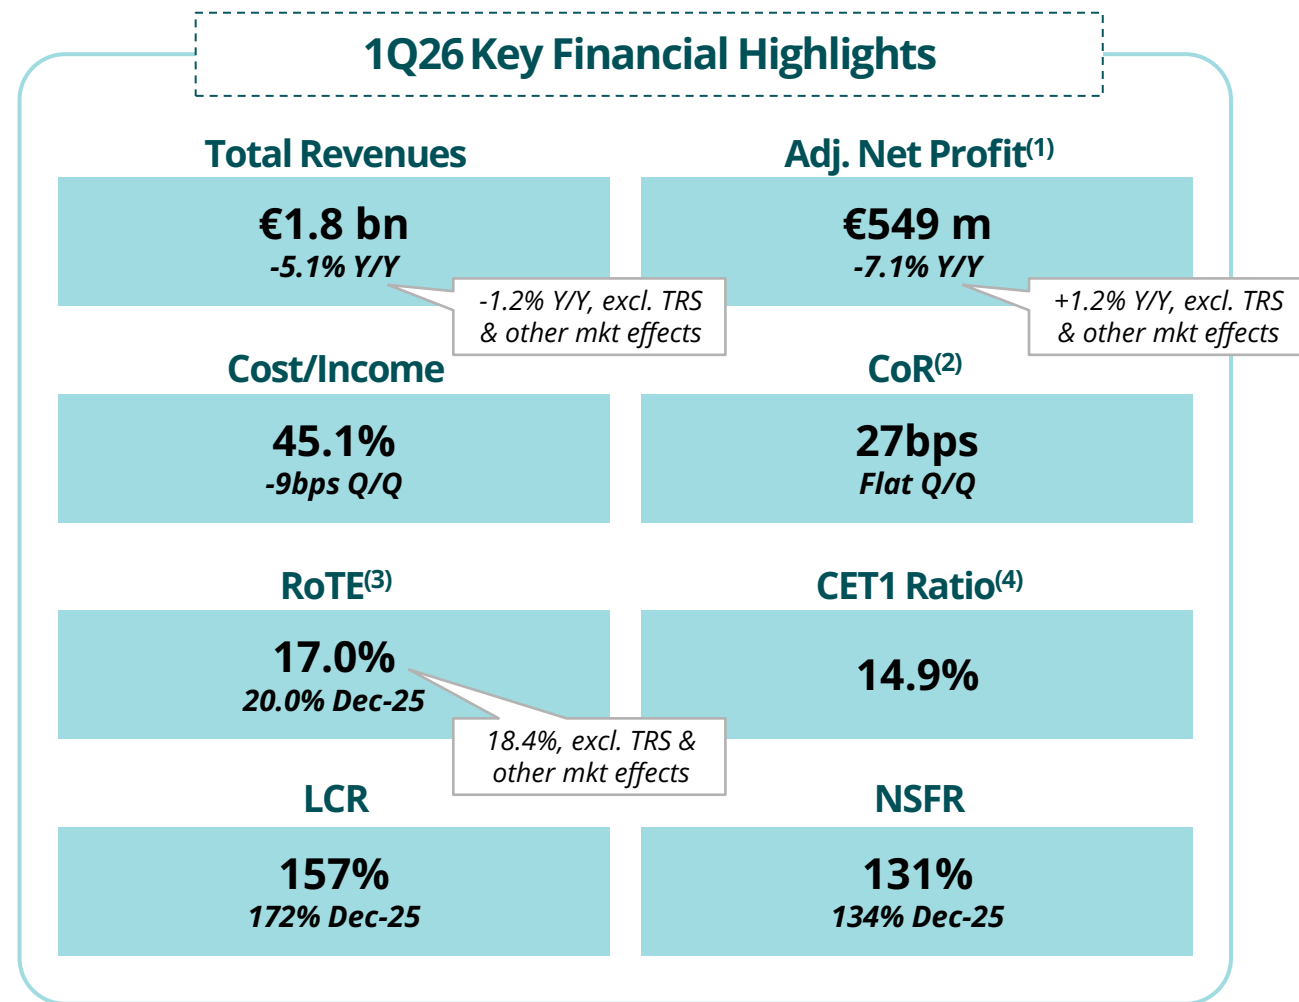 1Q26 Key Financial Highlights
Total Revenues
€1.8 bn
-5.1% Y/Y
-1.2% Y/Y, excl. TRS
& other mkt effects
Adj. Net Profit(1)
€549 m
-7.1% Y/Y
+1.2% Y/Y, excl. TRS
& other mkt effects
Cost/Income
45.1%
-9bps Q/Q
CoR(2)
27bps
Flat Q/Q
RoTE(3)
17.0%
20.0% Dec-25
18.4%, excl. TRS &
other mkt effects
CET1 Ratio(4)
14.9%
LCR
157%
172% Dec-25
NSFR
131%
134% Dec-25